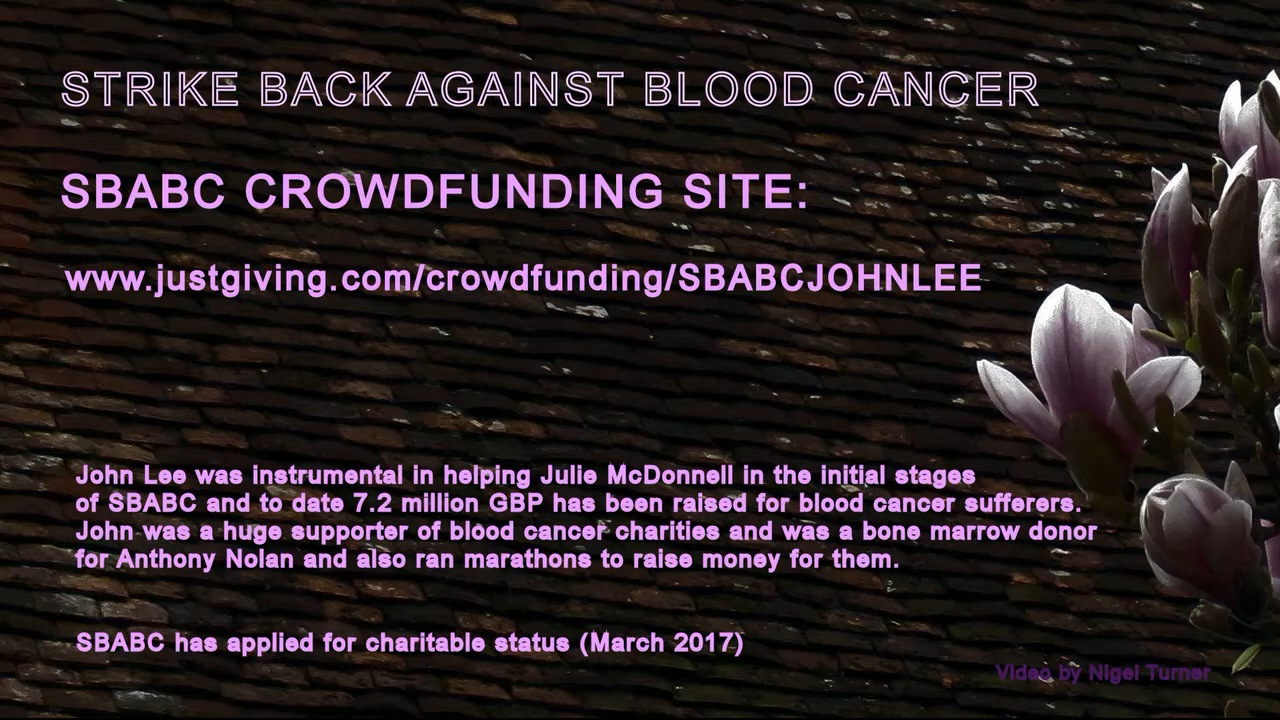 STRIKE BACK AGAINST BLOOD CANCER
SBABC CROWDFUNDING SITE:
www.justgiving.com/crowdfunding/SBABCJOHNLEE
John Lee was instrumental in helping Julie McDonnell in the initial stages
of SBABC and to date 7.2 million GBP has been raised for blood cancer sufferers.
John was a huge supporter of blood cancer charities and was a bone marrow donor
for Anthony Nolan and also ran marathons to raise money for them.
SBABC has applied for charitable status (March 2017)
Video by Nigel Turner